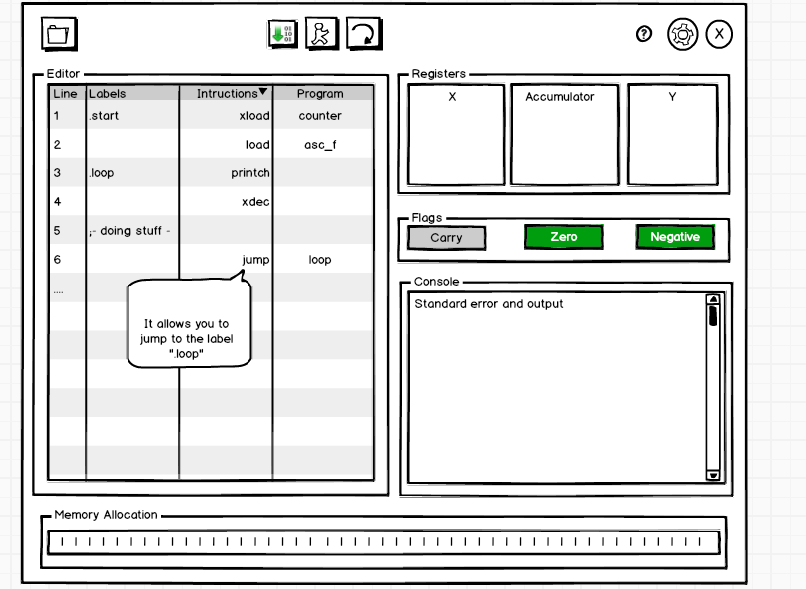 01
10
01
?
X
Editor
Line Labels Intructions▼ Program
1 .start xload counter
2 load asc_f
3 .loop printch
4 xdec
5 ;- doing stuff -
6 jump loop
....
It allows you to
jump to the label
".loop"
Registers
X Accumulator Y
Flags
Carry Zero Negative
Console
Standard error and output
Memory Allocation